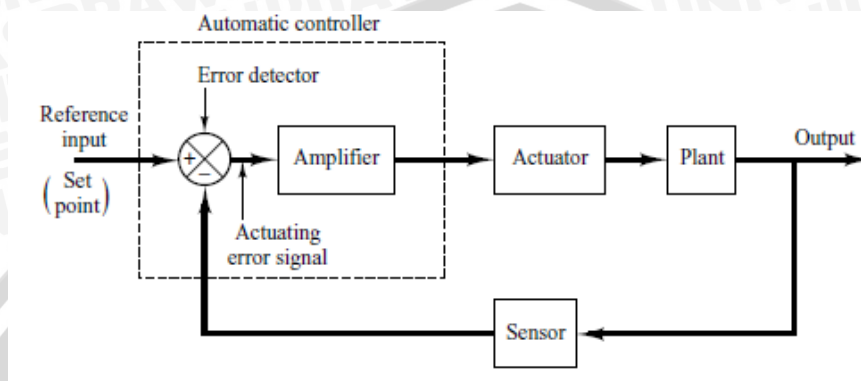 Automatic controller
Error detector
Reference
input
(Set
point)
+
−
Actuating
error signal
Amplifier
Actuator
Plant
Output
Sensor